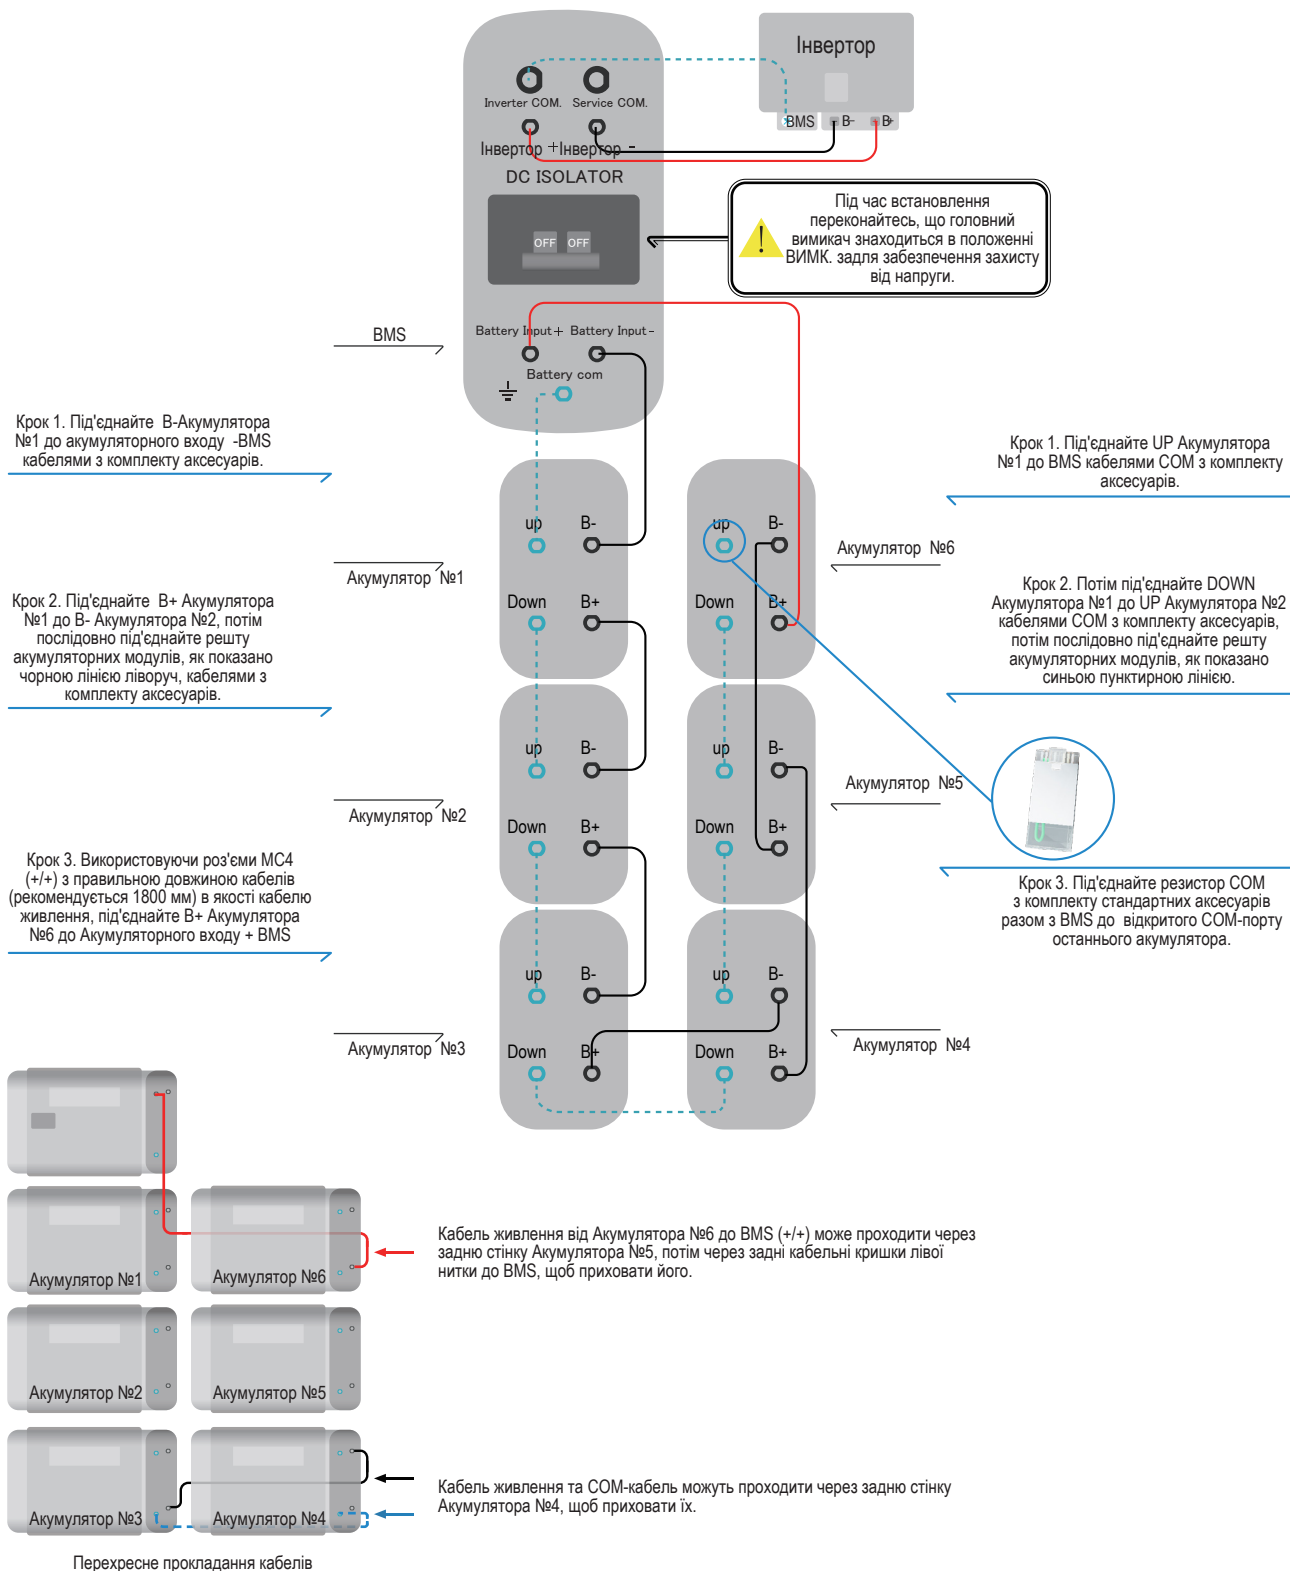 Інвертор
Inverter COM. Service COM.
BMS B- B+
Інвертор + Інвертор -
DC ISOLATOR
OFF OFF
Під час встановлення
переконайтесь, що головний
вимикач знаходиться в положенні
ВИМК. задля забезпечення захисту
від напруги.
!
Battery Input+ Battery Input-
Battery com
BMS
Крок 1. Під'єднайте В-Акумулятора
№1 до акумуляторного входу -BMS
кабелями з комплекту аксесуарів.
Акумулятор №1
Крок 2. Під'єднайте В+ Акумулятора
№1 до В- Акумулятора №2, потім
послідовно під'єднайте решту
акумуляторних модулів, як показано
чорною лінією ліворуч, кабелями з
комплекту аксесуарів.
Акумулятор №2
Крок 3. Використовуючи роз'єми МС4
(+/+) з правильною довжиною кабелів
(рекомендується 1800 мм) в якості кабелю
живлення, під'єднайте В+ Акумулятора
№6 до Акумуляторного входу + BMS
Акумулятор №3
up B-
Down B+
up B-
Down B+
up B-
Down B+
up B-
Down B+
up B-
Down B+
up B-
Down B+
Крок 1. Під'єднайте UP Акумулятора
№1 до BMS кабелями COM з комплекту
аксесуарів.
Акумулятор №6
Крок 2. Потім під'єднайте DOWN
Акумулятора №1 до UP Акумулятора №2
кабелями COM з комплекту аксесуарів,
потім послідовно під'єднайте решту
акумуляторних модулів, як показано
синьою пунктирною лінією.
Акумулятор №5
Крок 3. Під'єднайте резистор COM
з комплекту стандартних аксесуарів
разом з BMS до відкритого COM-порту
останнього акумулятора.
Акумулятор №4
Акумулятор №1
Акумулятор №6
Кабель живлення від Акумулятора №6 до BMS (+/+) може проходити через
задню стінку Акумулятора №5, потім через задні кабельні кришки лівої
нитки до BMS, щоб приховати його.
Акумулятор №2
Акумулятор №5
Акумулятор №3
Акумулятор №4
Кабель живлення та COM-кабель можуть проходити через задню стінку
Акумулятора №4, щоб приховати їх.
Перехресне прокладання кабелів